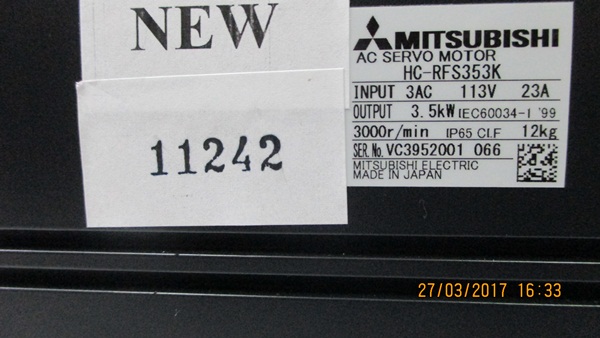 NEW
11242
MITSUBISHI
AC SERVO MOTOR
HC-RFS353K
INPUT 3AC 113V 23A
OUTPUT 3.5kW IEC60034-1 '99
3000r/min IP65 Cl.F 12kg
SER.No. VC3952001 066
MITSUBISHI ELECTRIC
MADE IN JAPAN
27/03/2017 16:33